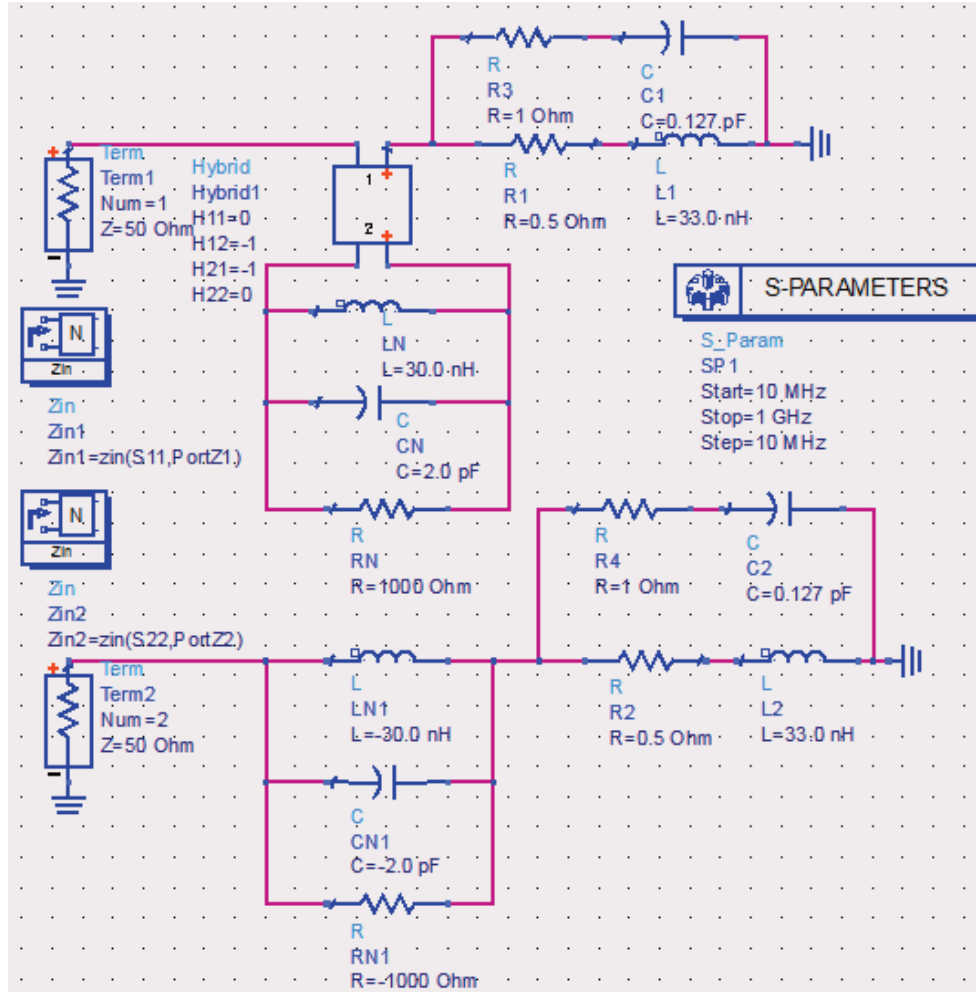 R
R3
R=1 Ohm
C
C1
C=0.127 pF
R
R1
R=0.5 Ohm
L
L1
L=33.0 nH
+
Term
Term1
Num=1
Z=50 Ohm
-
Hybrid
Hybrid1
H11=0
H12=-1
H21=-1
H22=0
1
+
2
+
L
LN
L=30.0 nH
C
CN
C=2.0 pF
R
RN
R=1000 Ohm
S-PARAMETERS
S_Param
SP1
Start=10 MHz
Stop=1 GHz
Step=10 MHz
N
Zin
Zin
Zin1
Zin1=zin(S11,PortZ1)
N
Zin
Zin
Zin2
Zin2=zin(S22,PortZ2)
+
Term
Term2
Num=2
Z=50 Ohm
-
R
R4
R=1 Ohm
C
C2
C=0.127 pF
L
LN1
L=-30.0 nH
R
R2
R=0.5 Ohm
L
L2
L=33.0 nH
C
CN1
C=-2.0 pF
R
RN1
R=-1000 Ohm